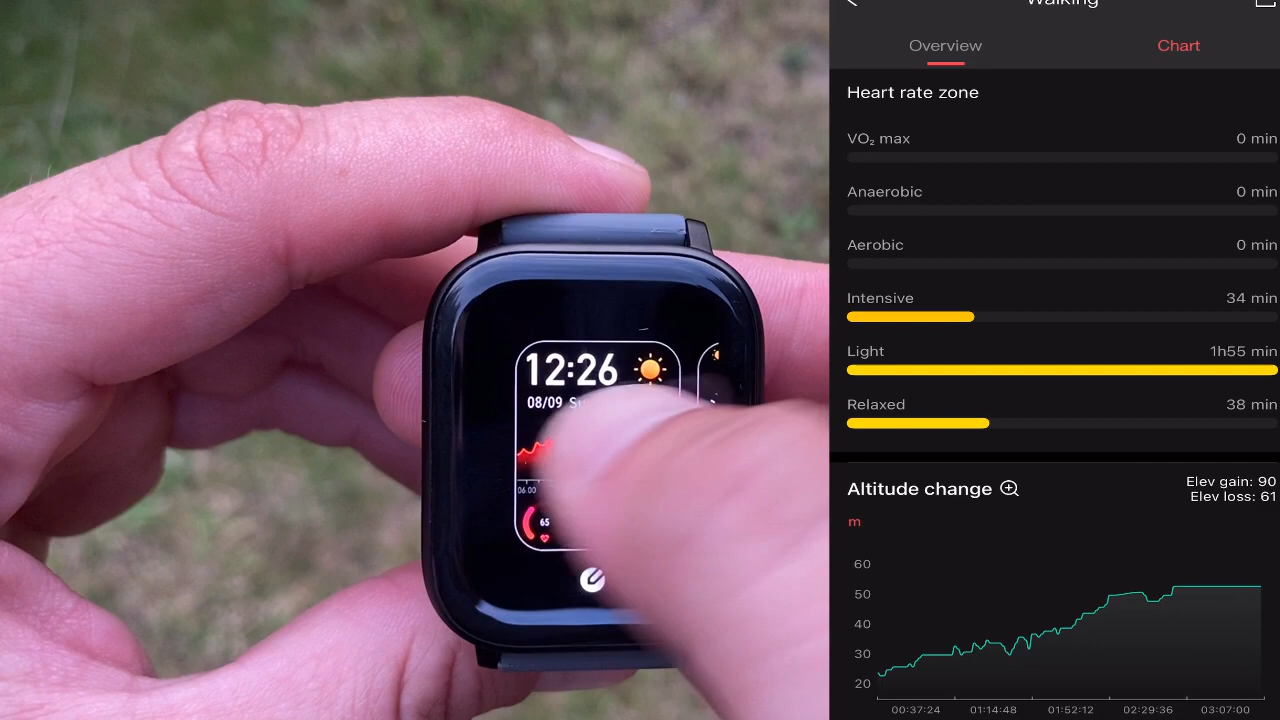 12:26
08/09
06:00
65
Overview
Chart
Heart rate zone
VO₂ max
0 min
Anaerobic
0 min
Aerobic
0 min
Intensive
34 min
Light
1h55 min
Relaxed
38 min
Altitude change
Elev gain: 90
Elev loss: 61
m
60
50
40
30
20
00:37:24
01:14:48
01:52:12
02:29:36
03:07:00